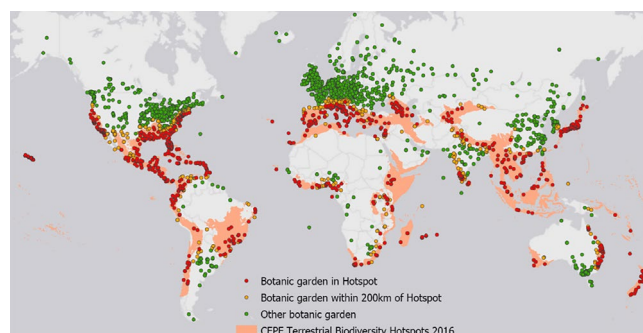 Botanic garden in Hotspot
Botanic garden within 200km of Hotspot
Other botanic garden
CEPF Terrestrial Biodiversity Hotspots 2016